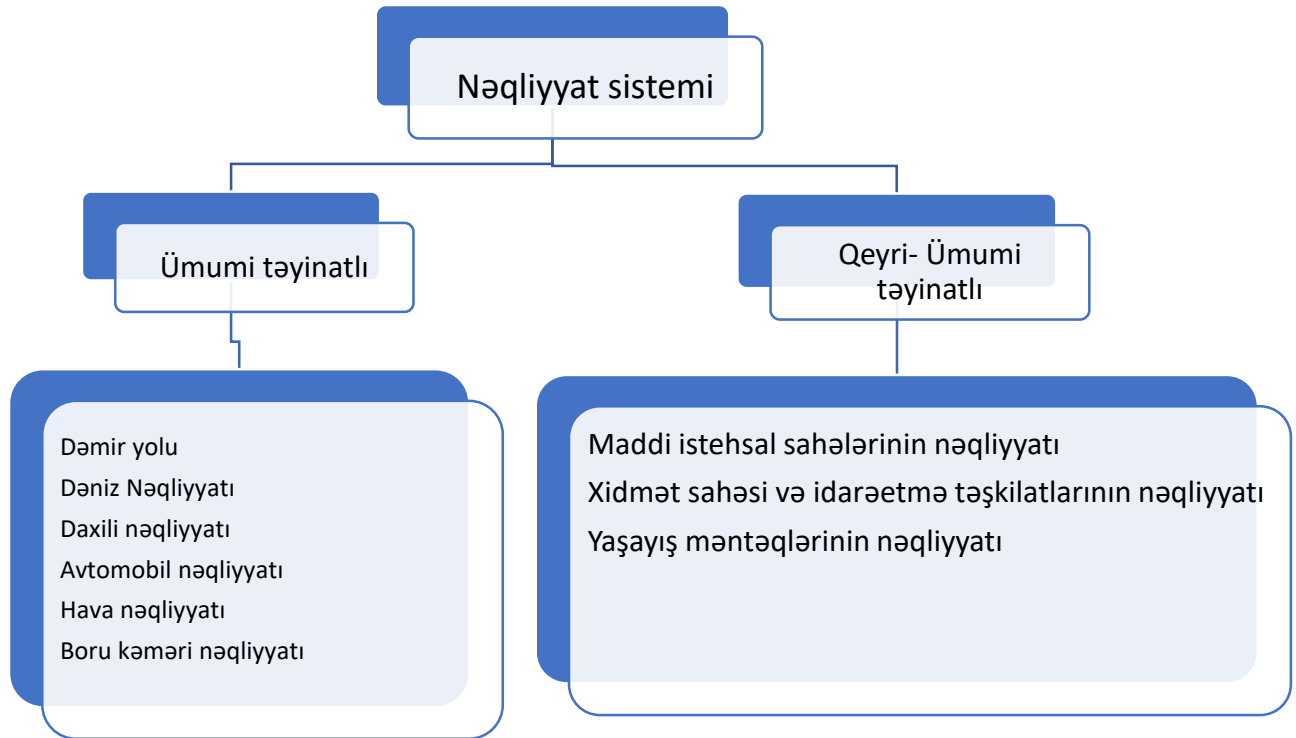 Nəqliyyat sistemi
Ümumi təyinatlı
Qeyri- Ümumi
təyinatlı
Dəmir yolu
Dəniz Nəqliyyatı
Daxili nəqliyyatı
Avtomobil nəqliyyatı
Hava nəqliyyatı
Boru kəməri nəqliyyatı
Maddi istehsal sahələrinin nəqliyyatı
Xidmət sahəsi və idarəetmə təşkilatlarının nəqliyyatı
Yaşayış məntəqlərinin nəqliyyatı